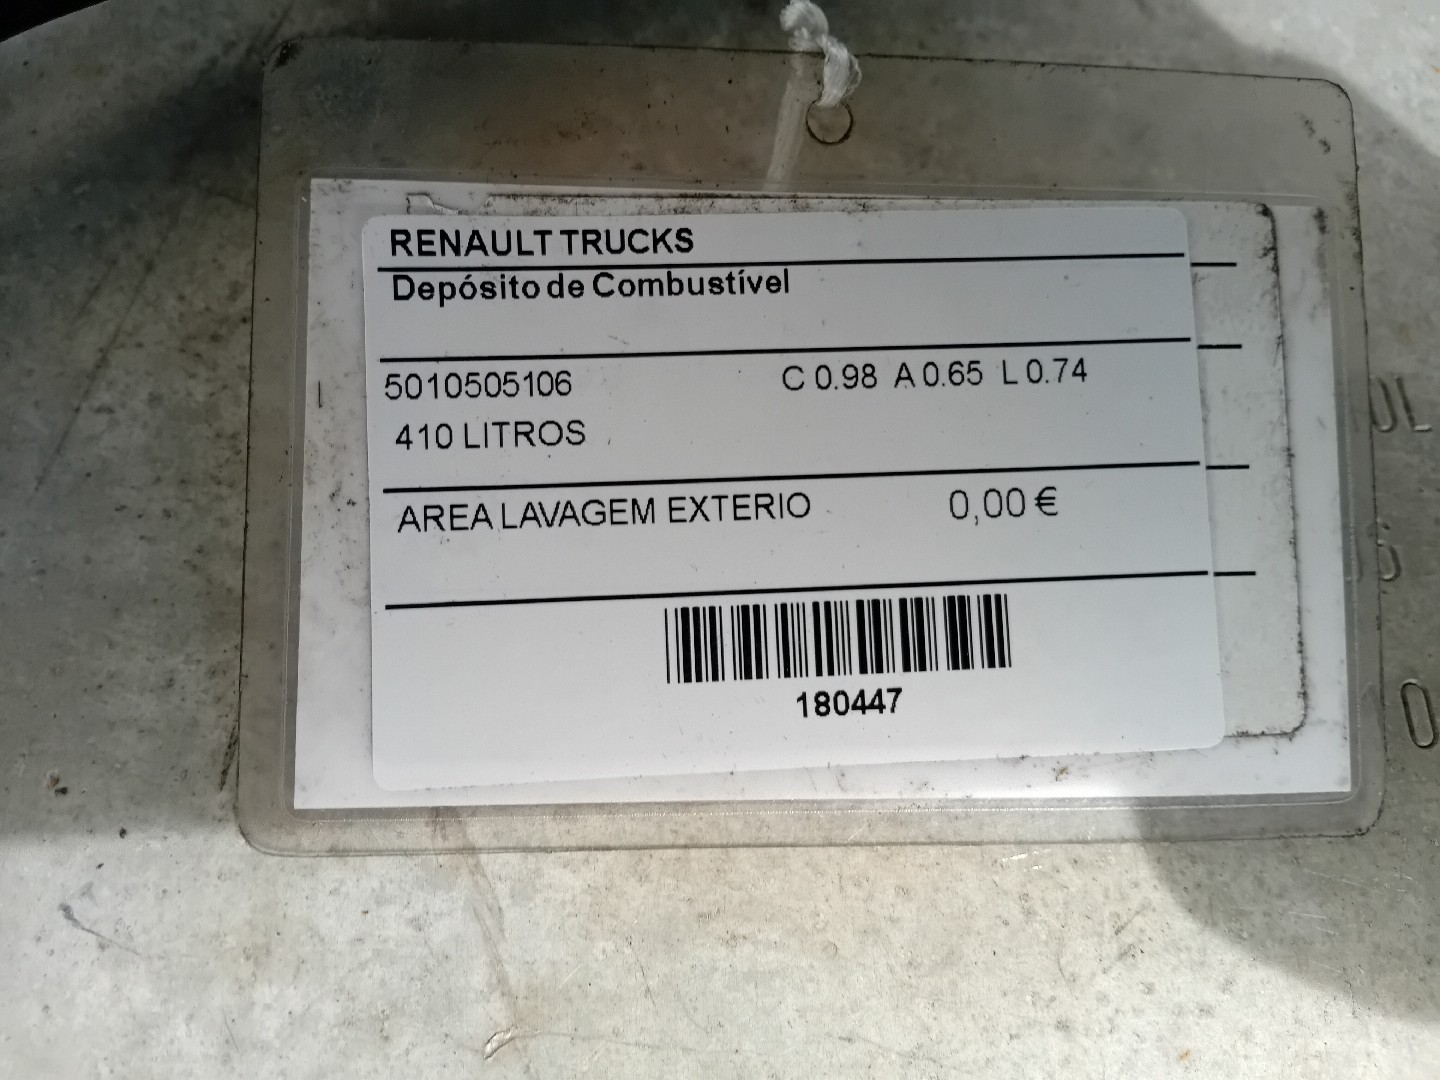 RENAULT TRUCKS
Depósito de Combustível
5010505106 C 0.98 A 0.65 L 0.74
410 LITROS
AREA LAVAGEM EXTERIO 0,00 €
180447